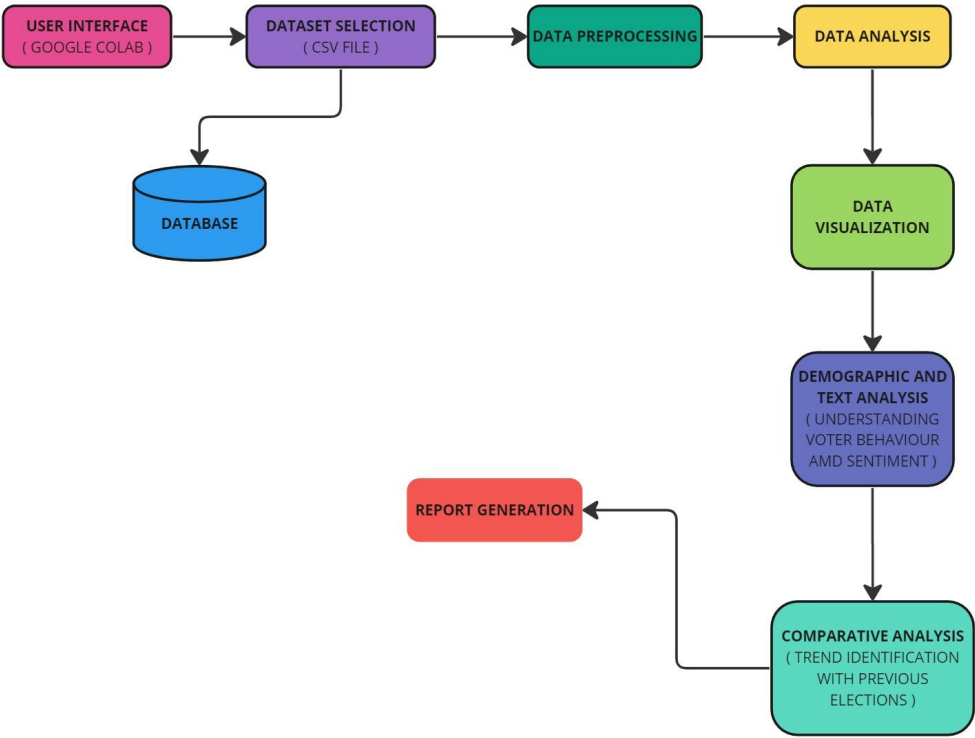 USER INTERFACE
( GOOGLE COLAB )
DATASET SELECTION
( CSV FILE )
DATA PREPROCESSING
DATA ANALYSIS
DATABASE
DATA
VISUALIZATION
DEMOGRAPHIC AND
TEXT ANALYSIS
( UNDERSTANDING
VOTER BEHAVIOUR
AMD SENTIMENT )
REPORT GENERATION
COMPARATIVE ANALYSIS
( TREND IDENTIFICATION
WITH PREVIOUS
ELECTIONS )